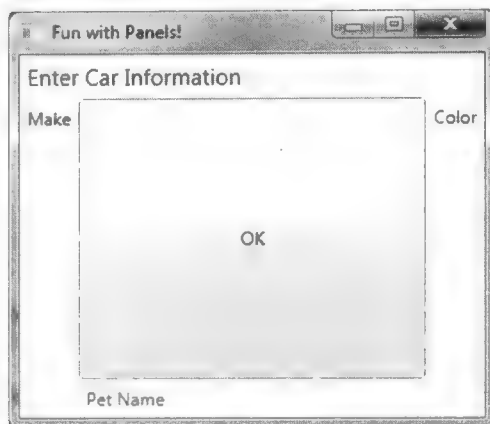 Fun with Panels!
Enter Car Information
Make
Color
OK
Pet Name